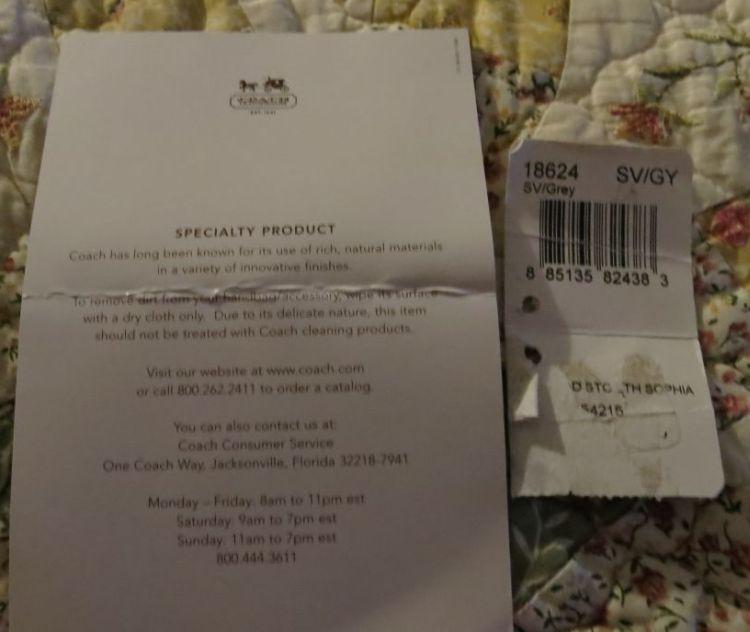 COACH
EST. 1941
SPECIALTY PRODUCT
Coach has long been known for its use of rich, natural materials
in a variety of innovative finishes.
To remove dirt from your handbag/accessory, wipe its surface
with a dry cloth only. Due to its delicate nature, this item
should not be treated with Coach cleaning products.
Visit our website at www.coach.com
or call 800.262.2411 to order a catalog.
You can also contact us at:
Coach Consumer Service
One Coach Way, Jacksonville, Florida 32218-7941
Monday – Friday: 8am to 11pm est
Saturday: 9am to 7pm est
Sunday: 11am to 7pm est
800.444.3611
18624 SV/GY
SV/Grey
8 85135 82438 3
D STC TH SOPHIA
$4215